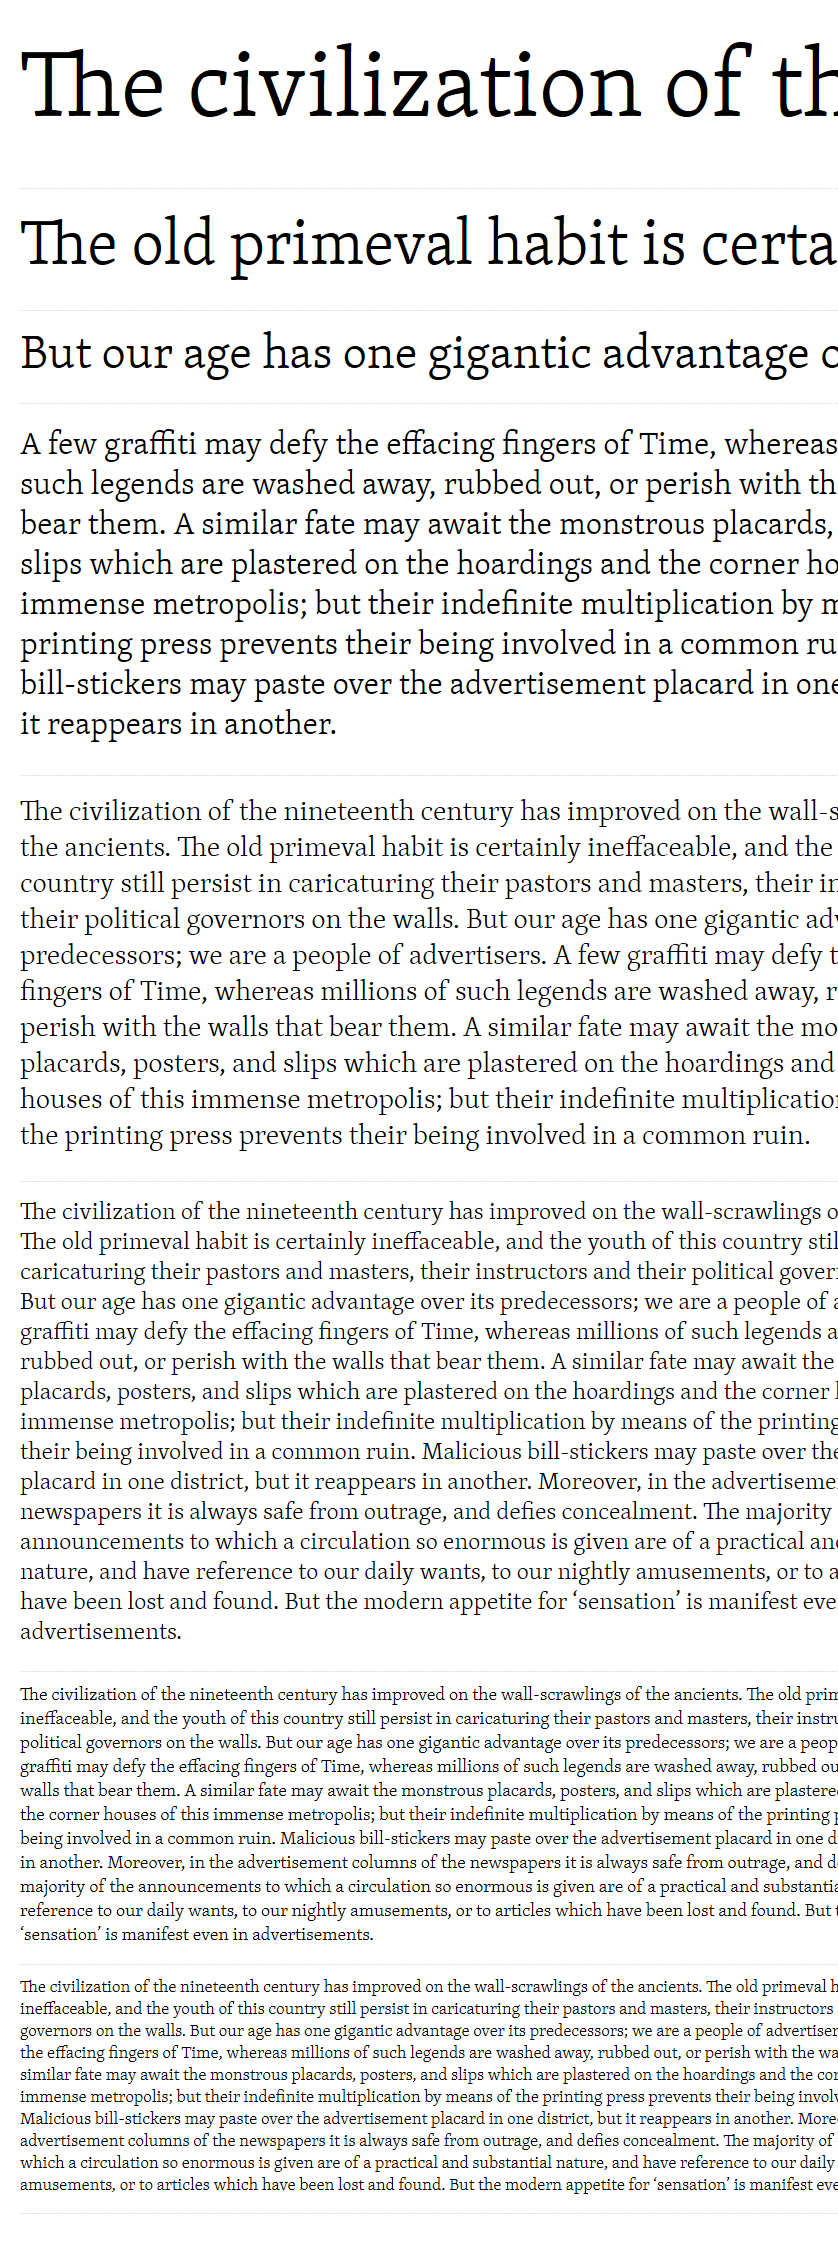 The civilization of th
The old primeval habit is certa
But our age has one gigantic advantage o
A few graffiti may defy the effacing fingers of Time, whereas
such legends are washed away, rubbed out, or perish with th
bear them. A similar fate may await the monstrous placards,
slips which are plastered on the hoardings and the corner ho
immense metropolis; but their indefinite multiplication by m
printing press prevents their being involved in a common ru
bill-stickers may paste over the advertisement placard in one
it reappears in another.
The civilization of the nineteenth century has improved on the wall-s
the ancients. The old primeval habit is certainly ineffaceable, and the
country still persist in caricaturing their pastors and masters, their in
their political governors on the walls. But our age has one gigantic adv
predecessors; we are a people of advertisers. A few graffiti may defy t
fingers of Time, whereas millions of such legends are washed away, r
perish with the walls that bear them. A similar fate may await the mo
placards, posters, and slips which are plastered on the hoardings and
houses of this immense metropolis; but their indefinite multiplication
the printing press prevents their being involved in a common ruin.
The civilization of the nineteenth century has improved on the wall-scrawlings o
The old primeval habit is certainly ineffaceable, and the youth of this country stil
caricaturing their pastors and masters, their instructors and their political govern
But our age has one gigantic advantage over its predecessors; we are a people of a
graffiti may defy the effacing fingers of Time, whereas millions of such legends a
rubbed out, or perish with the walls that bear them. A similar fate may await the
placards, posters, and slips which are plastered on the hoardings and the corner h
immense metropolis; but their indefinite multiplication by means of the printing
their being involved in a common ruin. Malicious bill-stickers may paste over the
placard in one district, but it reappears in another. Moreover, in the advertiseme
newspapers it is always safe from outrage, and defies concealment. The majority
announcements to which a circulation so enormous is given are of a practical and
nature, and have reference to our daily wants, to our nightly amusements, or to a
have been lost and found. But the modern appetite for ‘sensation’ is manifest eve
advertisements.
The civilization of the nineteenth century has improved on the wall-scrawlings of the ancients. The old prim
ineffaceable, and the youth of this country still persist in caricaturing their pastors and masters, their instru
political governors on the walls. But our age has one gigantic advantage over its predecessors; we are a peop
graffiti may defy the effacing fingers of Time, whereas millions of such legends are washed away, rubbed ou
walls that bear them. A similar fate may await the monstrous placards, posters, and slips which are plastere
the corner houses of this immense metropolis; but their indefinite multiplication by means of the printing p
being involved in a common ruin. Malicious bill-stickers may paste over the advertisement placard in one d
in another. Moreover, in the advertisement columns of the newspapers it is always safe from outrage, and de
majority of the announcements to which a circulation so enormous is given are of a practical and substantia
reference to our daily wants, to our nightly amusements, or to articles which have been lost and found. But t
‘sensation’ is manifest even in advertisements.
The civilization of the nineteenth century has improved on the wall-scrawlings of the ancients. The old primeval h
ineffaceable, and the youth of this country still persist in caricaturing their pastors and masters, their instructors
governors on the walls. But our age has one gigantic advantage over its predecessors; we are a people of advertiser
the effacing fingers of Time, whereas millions of such legends are washed away, rubbed out, or perish with the wa
similar fate may await the monstrous placards, posters, and slips which are plastered on the hoardings and the cor
immense metropolis; but their indefinite multiplication by means of the printing press prevents their being involv
Malicious bill-stickers may paste over the advertisement placard in one district, but it reappears in another. More
advertisement columns of the newspapers it is always safe from outrage, and defies concealment. The majority of
which a circulation so enormous is given are of a practical and substantial nature, and have reference to our daily
amusements, or to articles which have been lost and found. But the modern appetite for ‘sensation’ is manifest eve